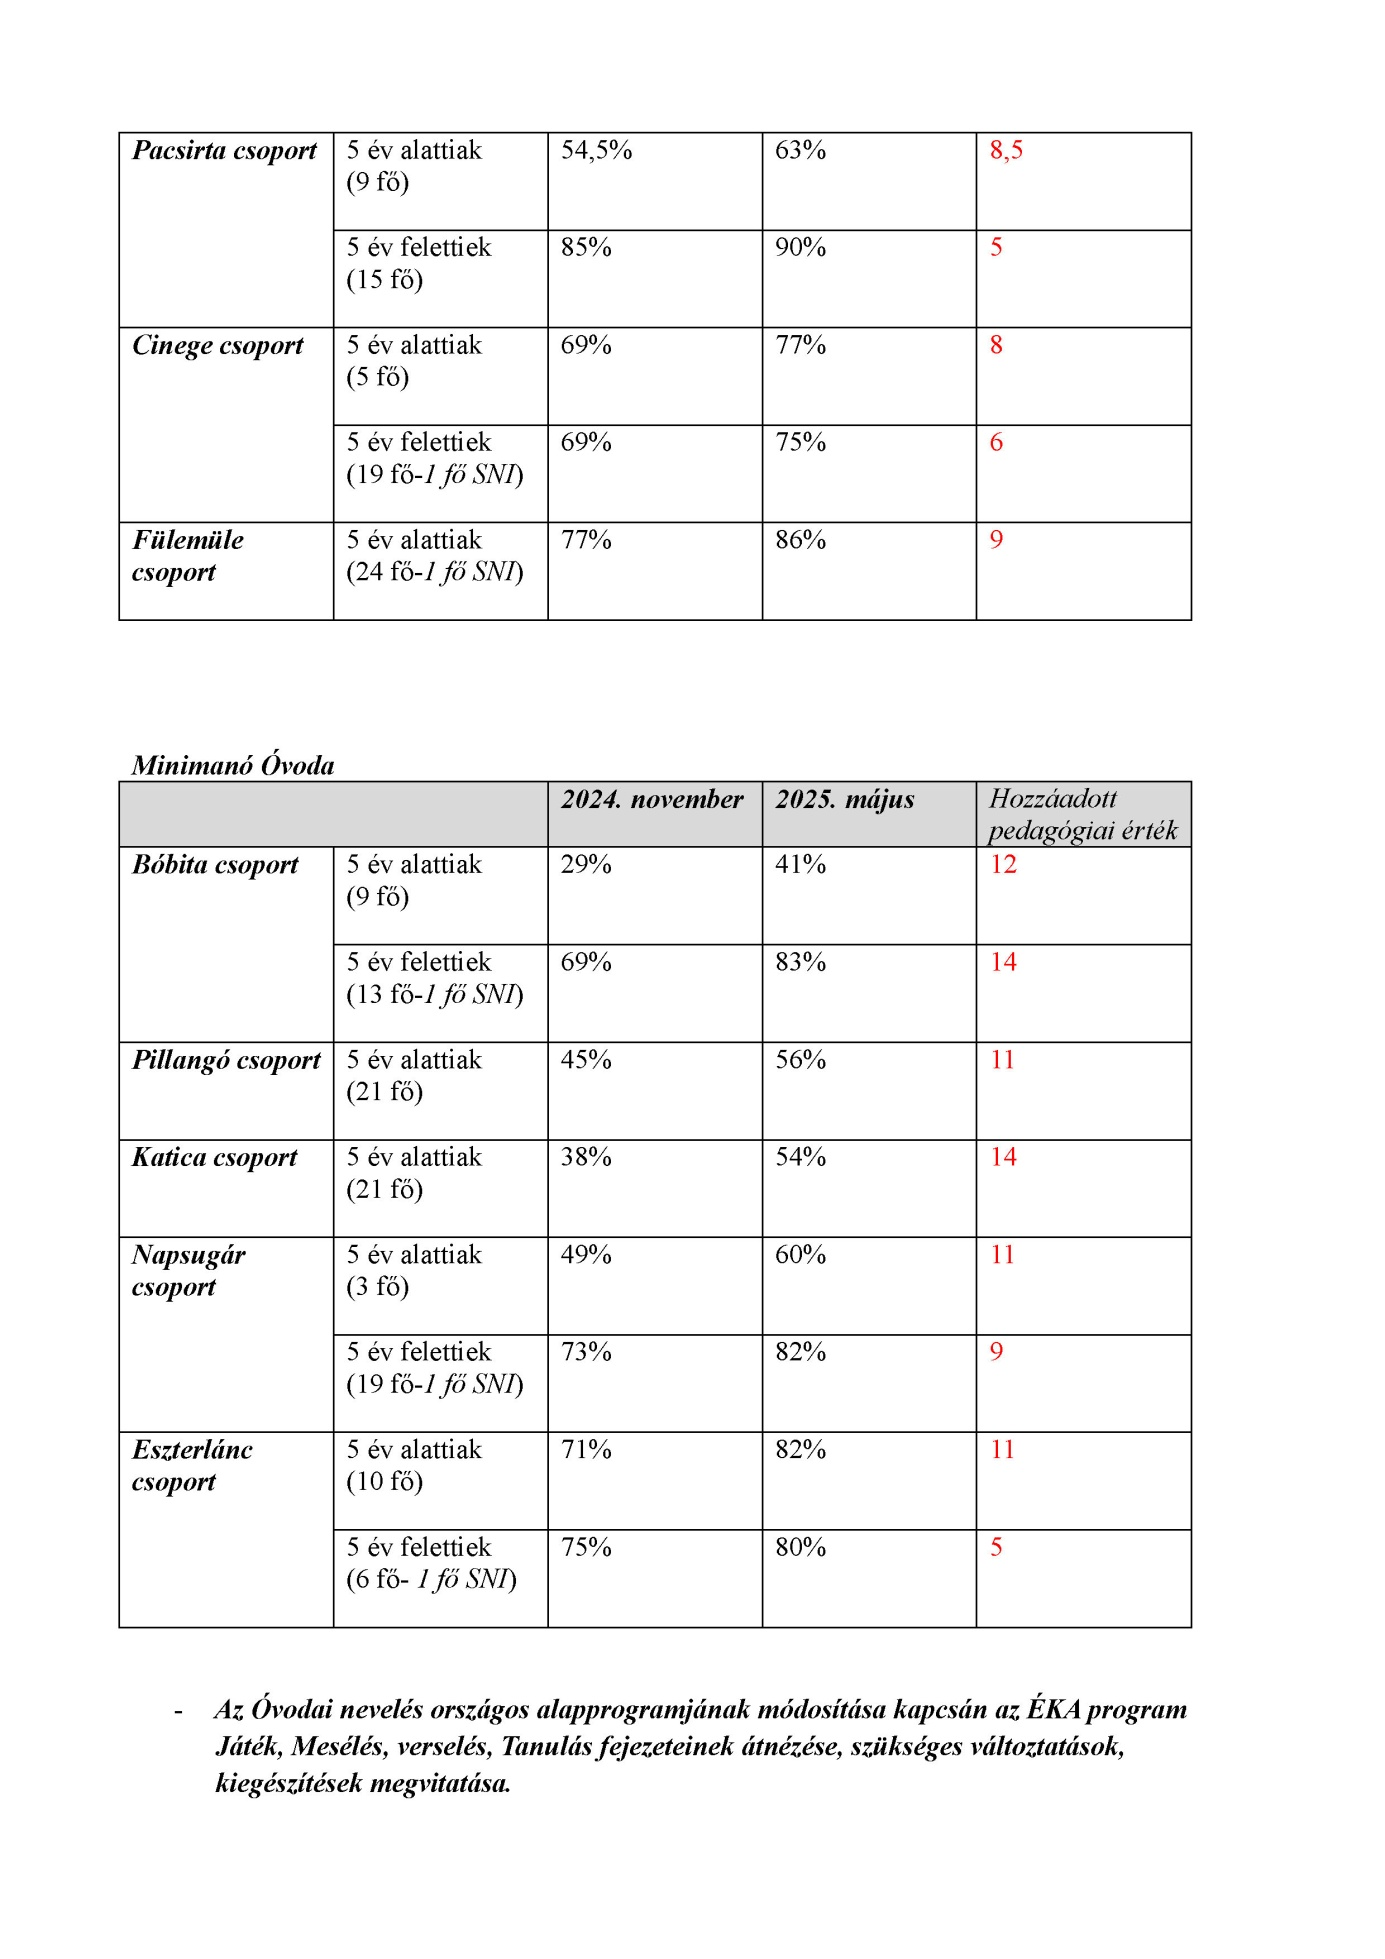 Pacsirta csoport 5 év alattiak 54,5% 63% 8,5
(9 fő)
5 év felettiek 85% 90% 5
(15 fő)
Cinege csoport 5 év alattiak 69% 77% 8
(5 fő)
5 év felettiek 69% 75% 6
(19 fő-1 fő SNI)
Fülemüle 5 év alattiak 77% 86% 9
csoport (24 fő-1 fő SNI)
Minimanó Óvoda
2024. november 2025. május Hozzáadott
pedagógiai érték
Bóbita csoport 5 év alattiak 29% 41% 12
(9 fő)
5 év felettiek 69% 83% 14
(13 fő-1 fő SNI)
Pillangó csoport 5 év alattiak 45% 56% 11
(21 fő)
Katica csoport 5 év alattiak 38% 54% 14
(21 fő)
Napsugár 5 év alattiak 49% 60% 11
csoport (3 fő)
5 év felettiek 73% 82% 9
(19 fő-1 fő SNI)
Eszterlánc 5 év alattiak 71% 82% 11
csoport (10 fő)
5 év felettiek 75% 80% 5
(6 fő- 1 fő SNI)
- Az Óvodai nevelés országos alapprogramjának módosítása kapcsán az ÉKA program
Játék, Mesélés, verselés, Tanulás fejezeteinek átnézése, szükséges változtatások,
kiegészítések megvitatása.